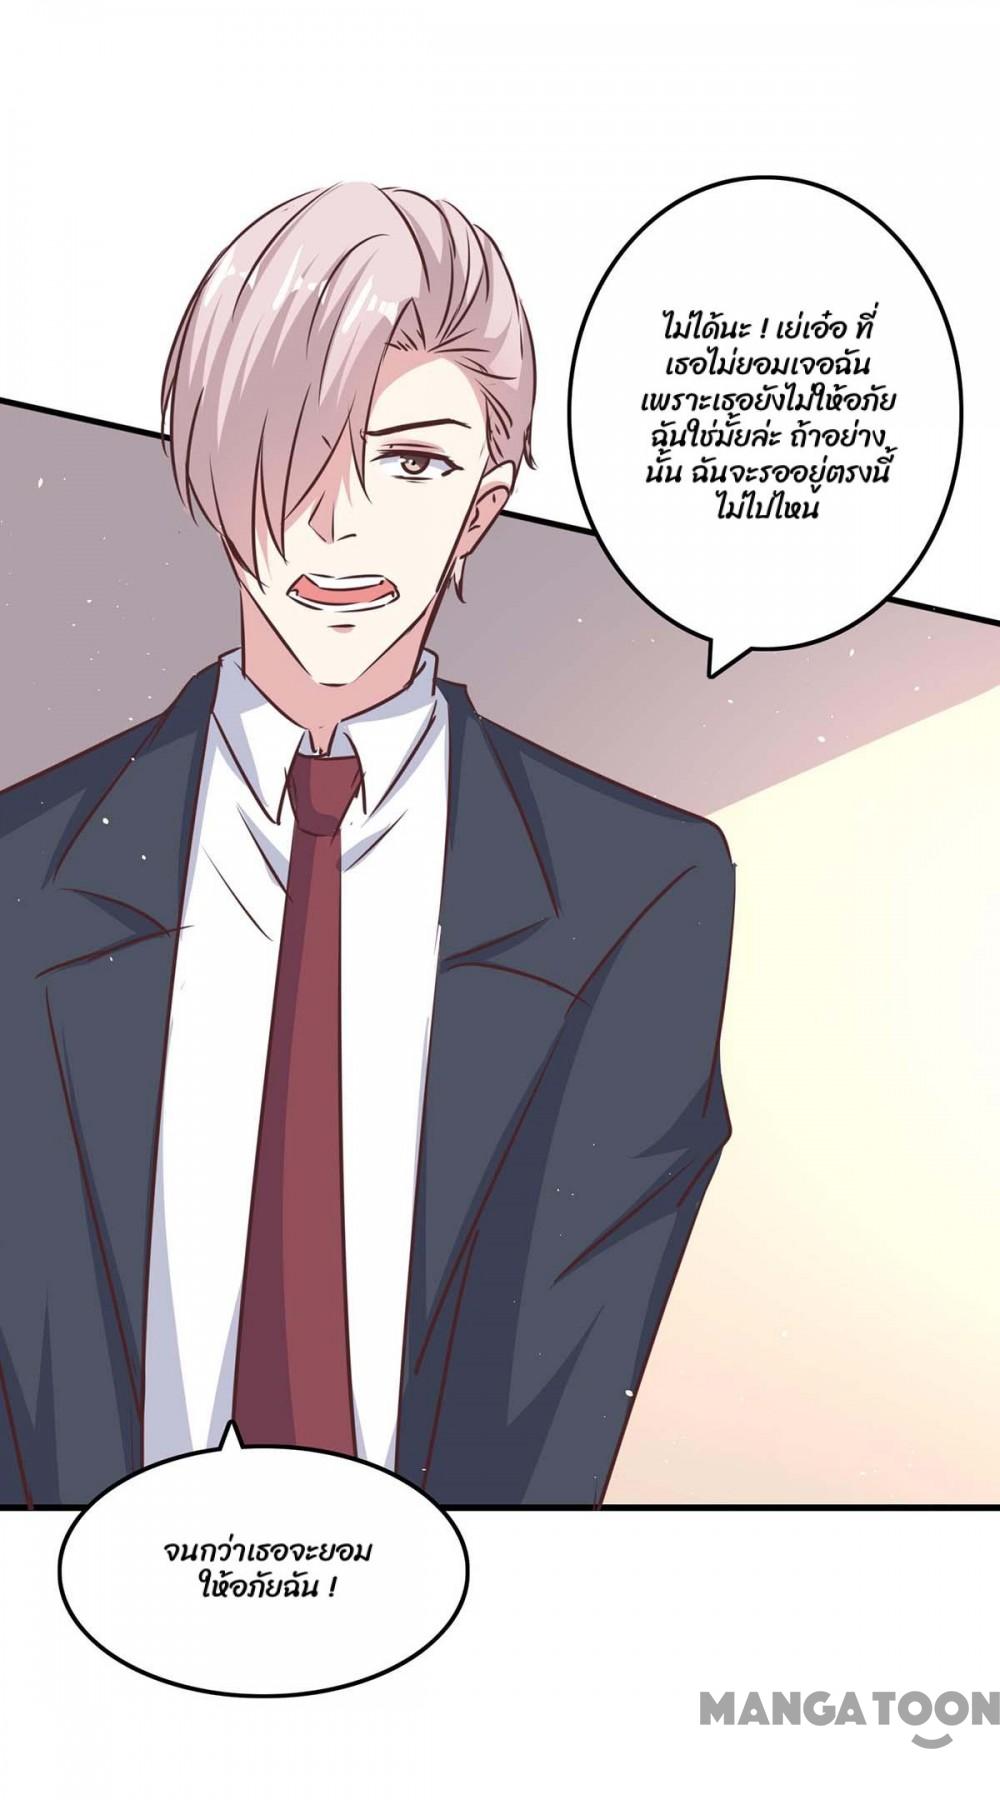 ไม่ได้นะ ! เย่เอ๋อ ที่
เธอไม่ยอมเจอฉัน
เพราะเธอยังไม่ให้อภัย
ฉันใช่มั้ยล่ะ ถ้าอย่าง
นั้น ฉันจะรออยู่ตรงนี้
ไม่ไปไหน
จนกว่าเธอจะยอม
ให้อภัยฉัน !
MANGATOON